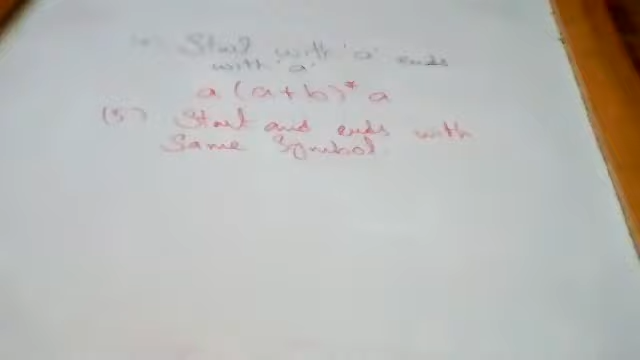 Start with 'a' ends
with 'a'
a (a+b)* a
(5) Start and ends with
Same Symbol